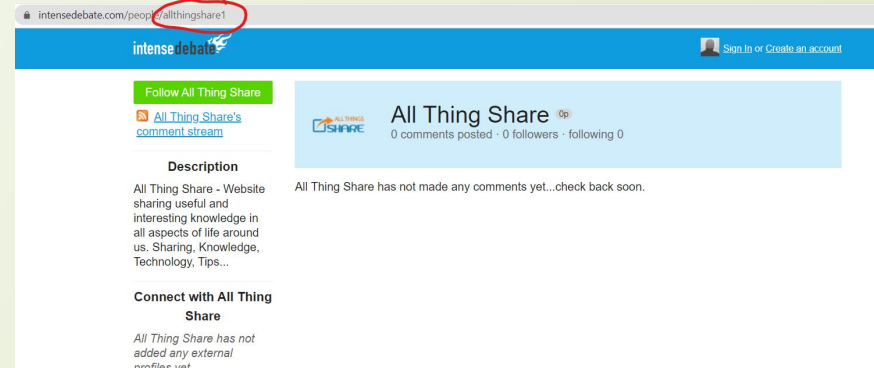 intensedebate.com/people/allthingshare1
intensedebate
Sign In or Create an account
Follow All Thing Share
All Thing Share's
comment stream
Description
All Thing Share - Website
sharing useful and
interesting knowledge in
all aspects of life around
us. Sharing, Knowledge,
Technology, Tips...
Connect with All Thing
Share
All Thing Share has not
added any external
profiles yet
ALL THINGS
SHARE
All Thing Share 0p
0 comments posted · 0 followers · following 0
All Thing Share has not made any comments yet...check back soon.